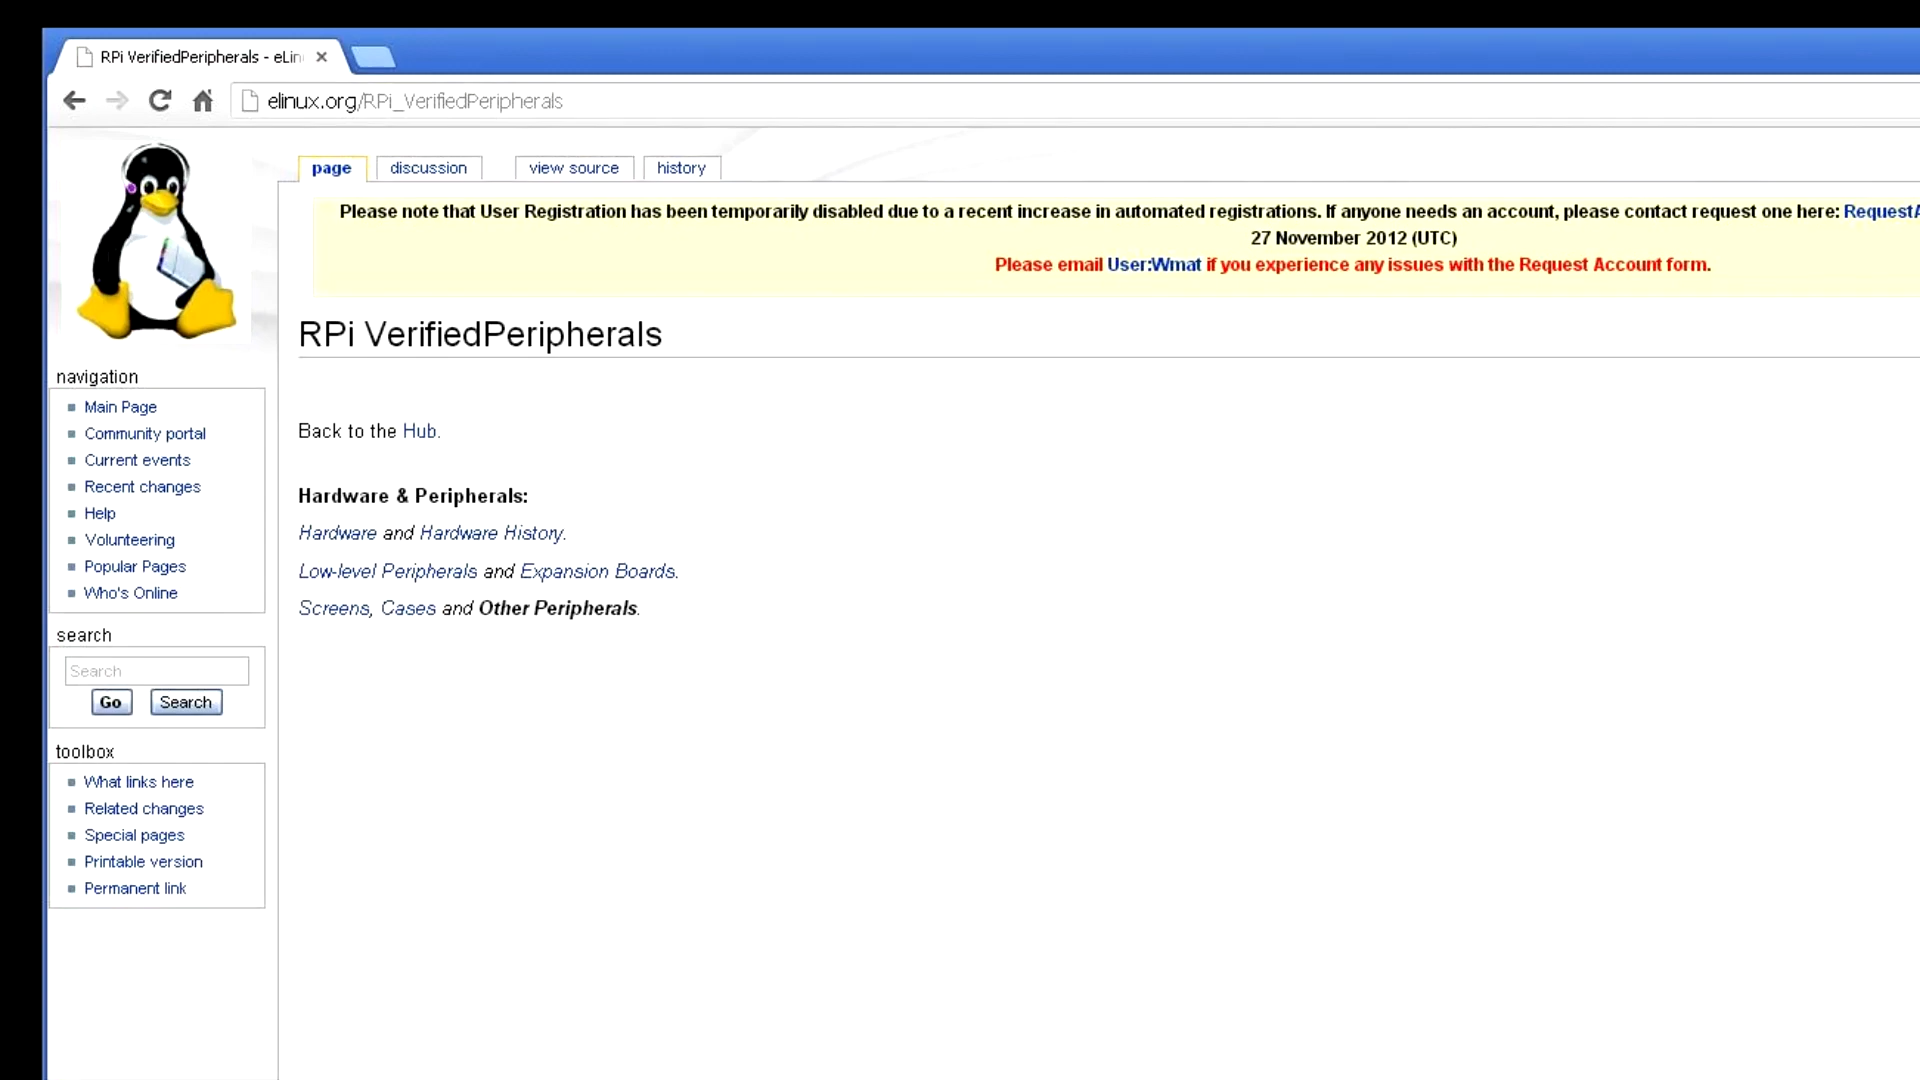 RPi VerifiedPeripherals - eLin
elinux.org/RPi_VerifiedPeripherals
page discussion view source history
Please note that User Registration has been temporarily disabled due to a recent increase in automated registrations. If anyone needs an account, please contact request one here: RequestA
27 November 2012 (UTC)
Please email User:Wmat if you experience any issues with the Request Account form.
RPi VerifiedPeripherals
Back to the Hub.
Hardware & Peripherals:
Hardware and Hardware History.
Low-level Peripherals and Expansion Boards.
Screens, Cases and Other Peripherals.
navigation
Main Page
Community portal
Current events
Recent changes
Help
Volunteering
Popular Pages
Who's Online
search
Search
Go Search
toolbox
What links here
Related changes
Special pages
Printable version
Permanent link